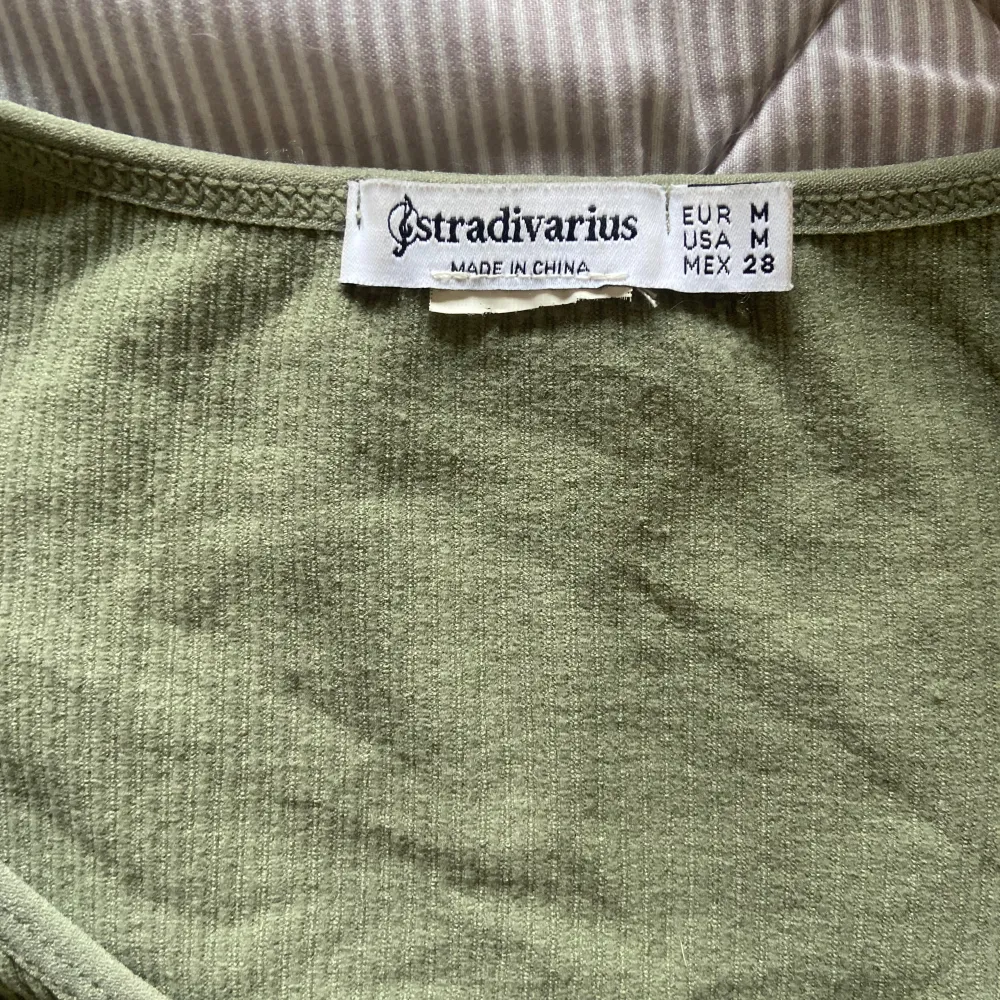 stradivarius
MADE IN CHINA
EUR M
USA M
MEX 28